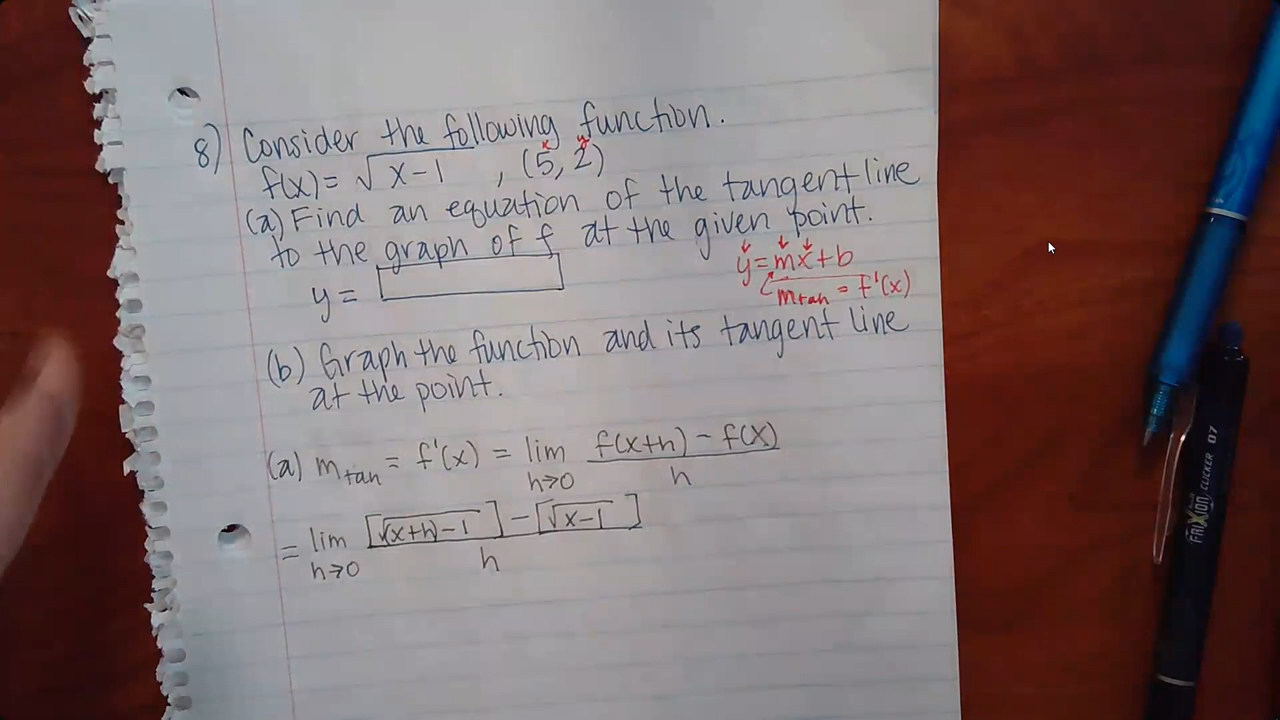 8) Consider the following function.
f(x) = √x-1 , (5, 2)
x y
(a) Find an equation of the tangent line
to the graph of f at the given point.
y =
y = mx + b
m tan = f'(x)
(b) Graph the function and its tangent line
at the point.
(a) m tan = f'(x) = lim h→0 f(x+h) - f(x) / h
= lim h→0 [√(x+h)-1] - [√x-1] / h
FRIXION CLICKER 07